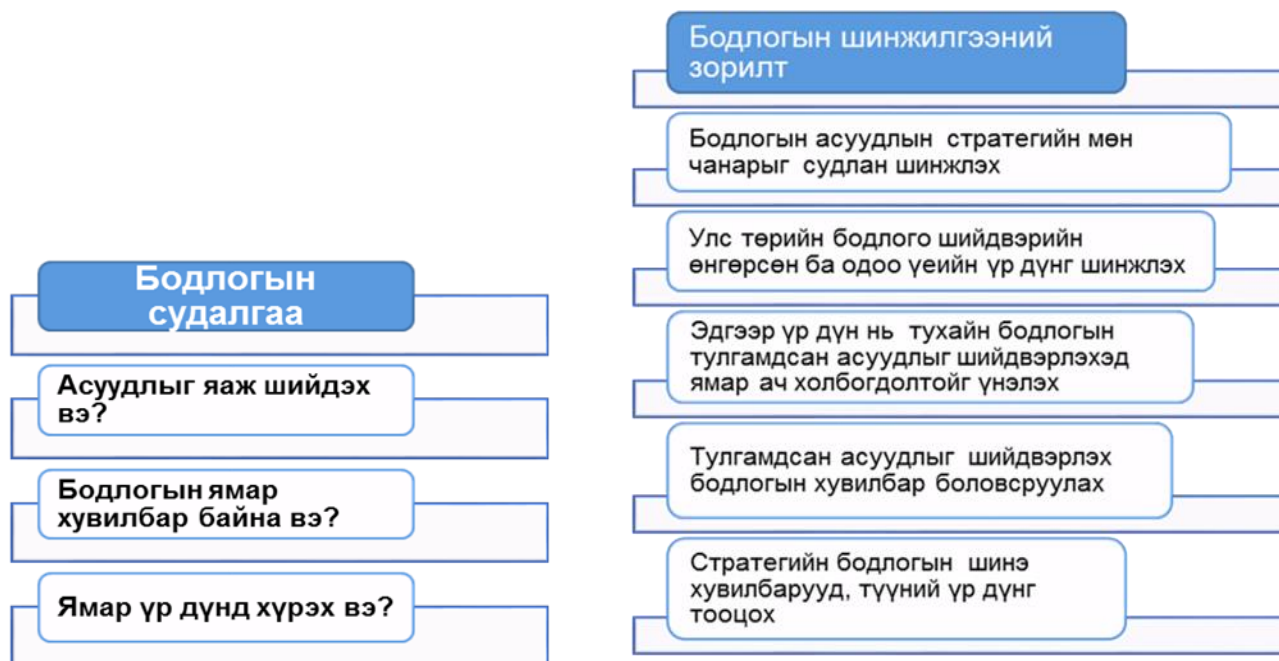 Бодлогын
судалгаа
Асуудлыг яаж шийдэх
вэ?
Бодлогын ямар
хувилбар байна вэ?
Ямар үр дүнд хүрэх вэ?
Бодлогын шинжилгээний
зорилт
Бодлогын асуудлын стратегийн мөн
чанарыг судлан шинжлэх
Улс төрийн бодлого шийдвэрийн
өнгөрсөн ба одоо үеийн үр дүнг шинжлэх
Эдгээр үр дүн нь тухайн бодлогын
тулгамдсан асуудлыг шийдвэрлэхэд
ямар ач холбогдолтойг үнэлэх
Тулгамдсан асуудлыг шийдвэрлэх
бодлогын хувилбар боловсруулах
Стратегийн бодлогын шинэ
хувилбарууд, түүний үр дүнг
тооцох